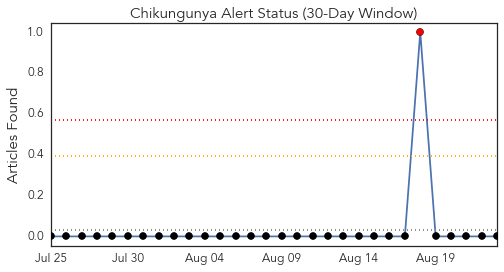 Chikungunya Alert Status (30-Day Window)
Articles Found
1.0
0.8
0.6
0.4
0.2
0.0
Jul 25 Jul 30 Aug 04 Aug 09 Aug 14 Aug 19